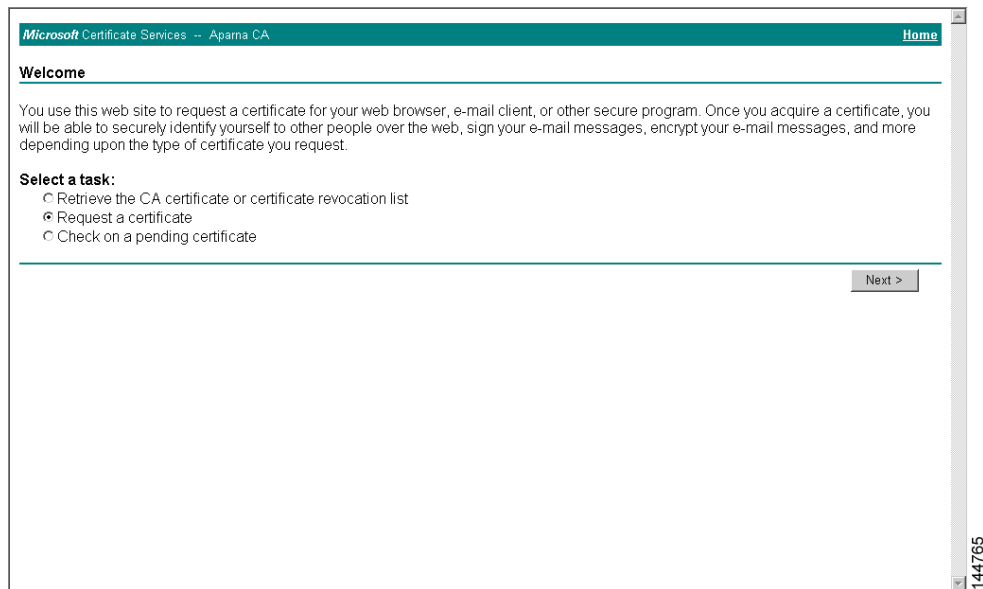 Microsoft Certificate Services -- Aparna CA Home
Welcome
You use this web site to request a certificate for your web browser, e-mail client, or other secure program. Once you acquire a certificate, you
will be able to securely identify yourself to other people over the web, sign your e-mail messages, encrypt your e-mail messages, and more
depending upon the type of certificate you request.
Select a task:
Retrieve the CA certificate or certificate revocation list
Request a certificate
Check on a pending certificate
Next >
144765